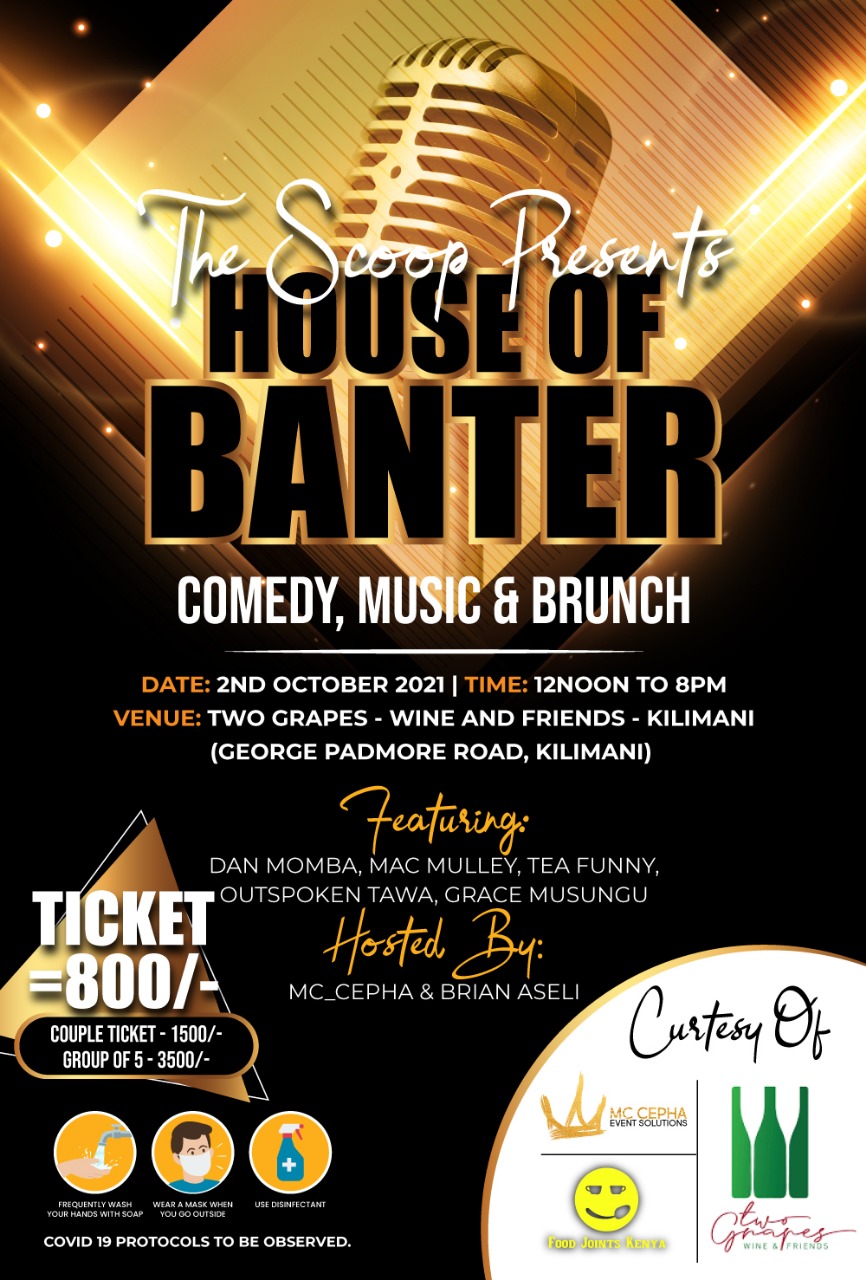 The Scoop Presents
HOUSE OF
BANTER
COMEDY, MUSIC & BRUNCH
DATE: 2ND OCTOBER 2021 | TIME: 12NOON TO 8PM
VENUE: TWO GRAPES - WINE AND FRIENDS - KILIMANI
(GEORGE PADMORE ROAD, KILIMANI)
Featuring:
DAN MOMBA, MAC MULLEY, TEA FUNNY,
OUTSPOKEN TAWA, GRACE MUSUNGU
Hosted By:
MC_CEPHA & BRIAN ASELI
TICKET
=800/-
COUPLE TICKET - 1500/-
GROUP OF 5 - 3500/-
FREQUENTLY WASH
YOUR HANDS WITH SOAP
WEAR A MASK WHEN
YOU GO OUTSIDE
USE DISINFECTANT
COVID 19 PROTOCOLS TO BE OBSERVED.
Curtesy Of
MC CEPHA
EVENT SOLUTIONS
Food Joints Kenya
two
Grapes
WINE & FRIENDS